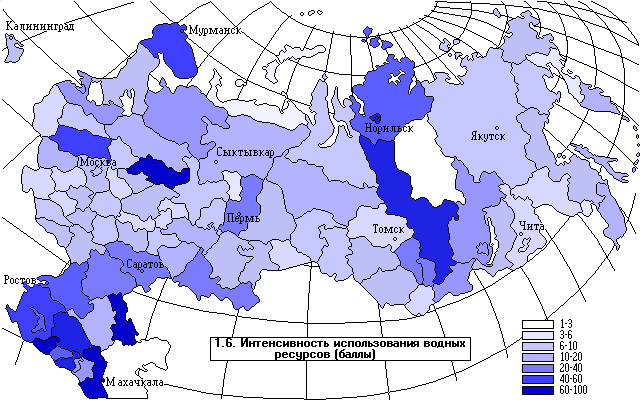 Калининград
Мурманск
Норильск
Якутск
Москва
Сыктывкар
Пермь
Томск
Чита
Саратов
Ростов
Махачкала
1.6. Интенсивность использования водных
ресурсов (баллы)
1-3
3-6
6-10
10-20
20-40
40-60
60-100